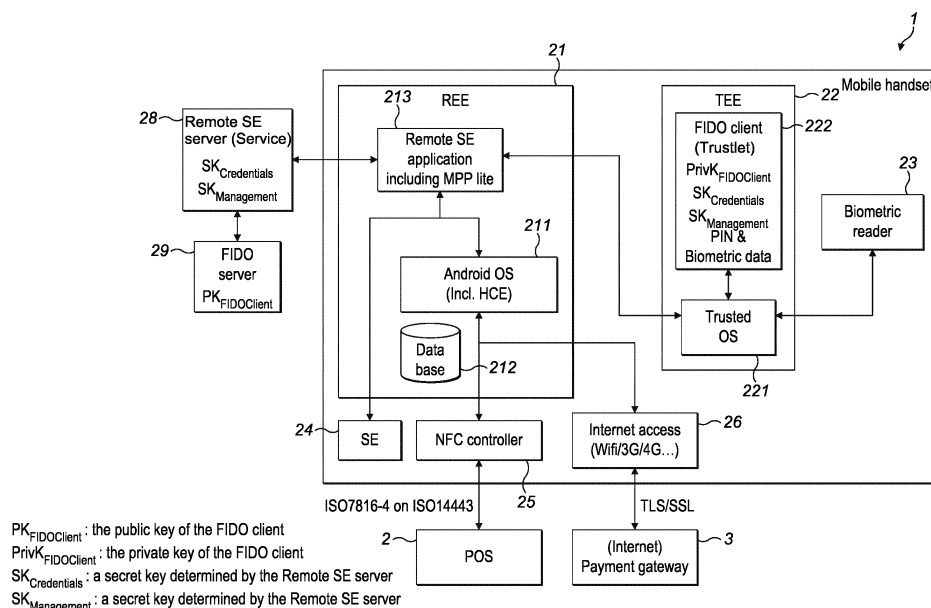 1
21
Mobile handset
REE
213
Remote SE
application
including MPP lite
28
Remote SE
server (Service)
SKCredentials
SKManagement
29
FIDO
server
PKFIDOClient
211
Android OS
(Incl. HCE)
Data
base
212
TEE
22
FIDO client
(Trustlet)
222
PrivKFIDOClient
SKCredentials
SKManagement
PIN &
Biometric data
23
Biometric
reader
Trusted
OS
221
24
SE
NFC controller
25
Internet access
(Wifi/3G/4G...)
26
ISO7816-4 on ISO14443
TLS/SSL
2
POS
(Internet)
Payment gateway
3
PKFIDOClient : the public key of the FIDO client
PrivKFIDOClient : the private key of the FIDO client
SKCredentials : a secret key determined by the Remote SE server
SKManagement : a secret key determined by the Remote SE server